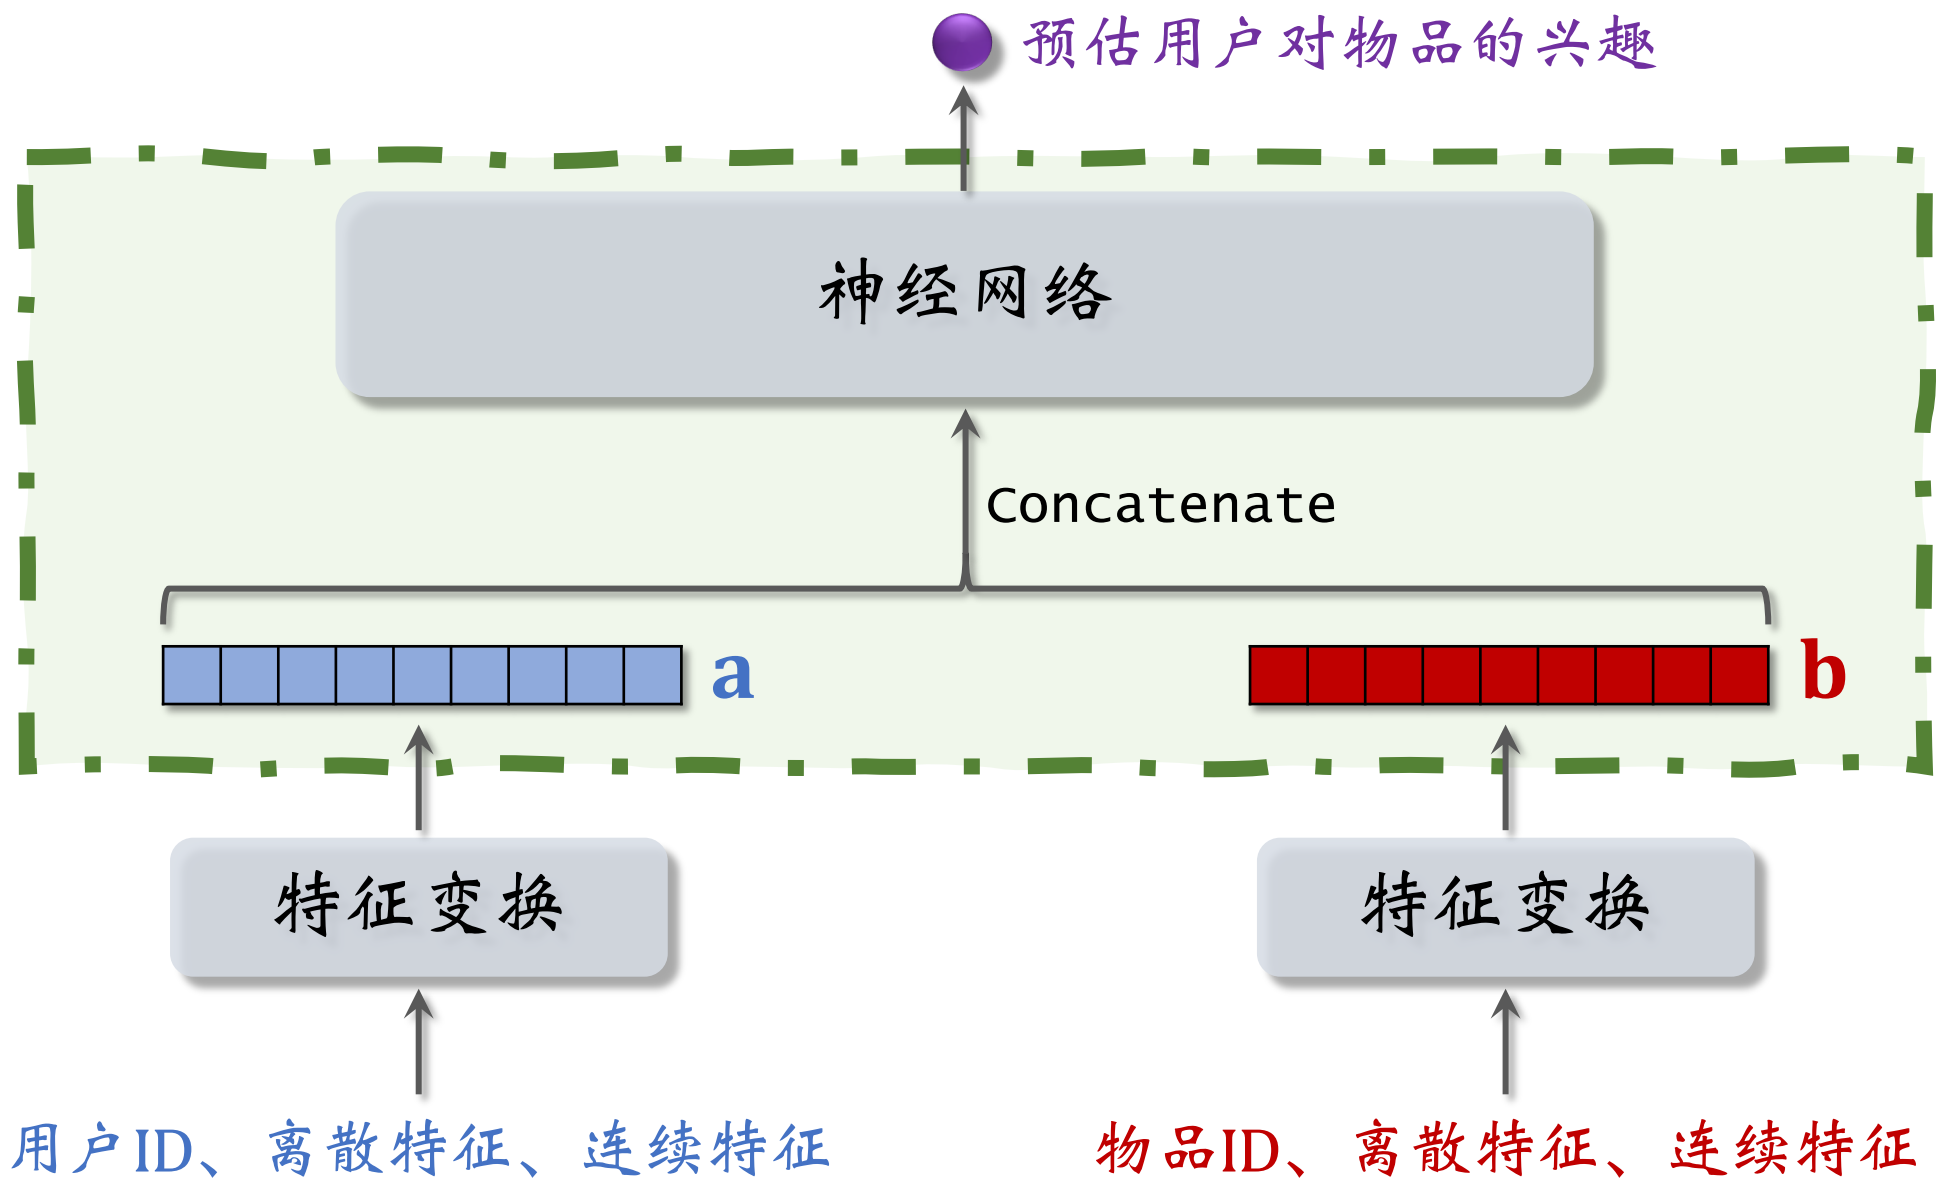 预估用户对物品的兴趣
神经网络
Concatenate
a
b
特征变换
特征变换
用户ID、离散特征、连续特征
物品ID、离散特征、连续特征